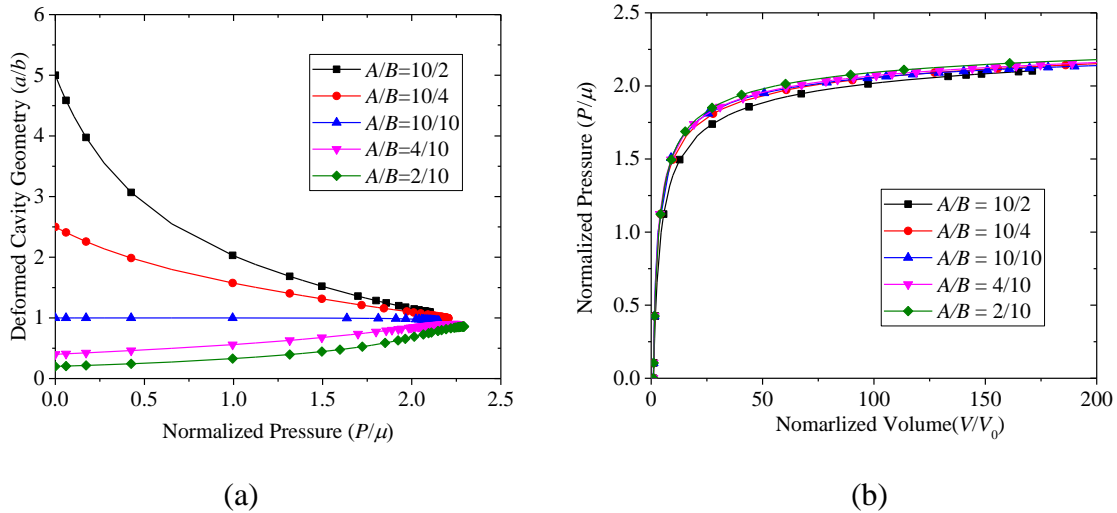 6
5
4
3
2
1
0
0.0 0.5 1.0 1.5 2.0 2.5
Deformed Cavity Geometry (a/b)
Normalized Pressure (P/μ)
A/B=10/2
A/B=10/4
A/B=10/10
A/B=4/10
A/B=2/10
(a)
2.5
2.0
1.5
1.0
0.5
0.0
0 50 100 150 200
Normalized Pressure (P/μ)
Nomarlized Volume(V/V₀)
A/B = 10/2
A/B = 10/4
A/B = 10/10
A/B = 4/10
A/B = 2/10
(b)